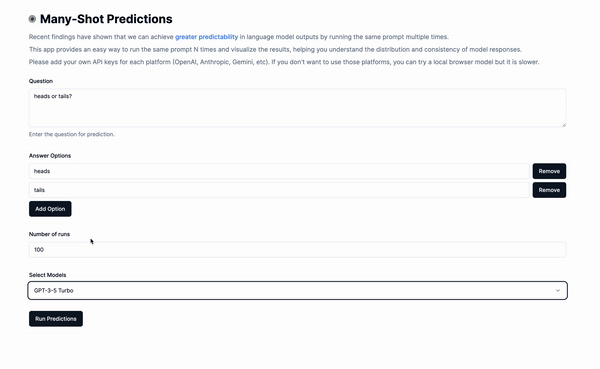 Many-Shot Predictions
Recent findings have shown that we can achieve greater predictability in language model outputs by running the same prompt multiple times.
This app provides an easy way to run the same prompt N times and visualize the results, helping you understand the distribution and consistency of model responses.
Please add your own API keys for each platform (OpenAI, Anthropic, Gemini, etc). If you don't want to use those platforms, you can try a local browser model but it is slower.
Question
heads or tails?
Enter the question for prediction.
Answer Options
heads
Remove
tails
Remove
Add Option
Number of runs
100
Select Models
GPT-3-5 Turbo
Run Predictions